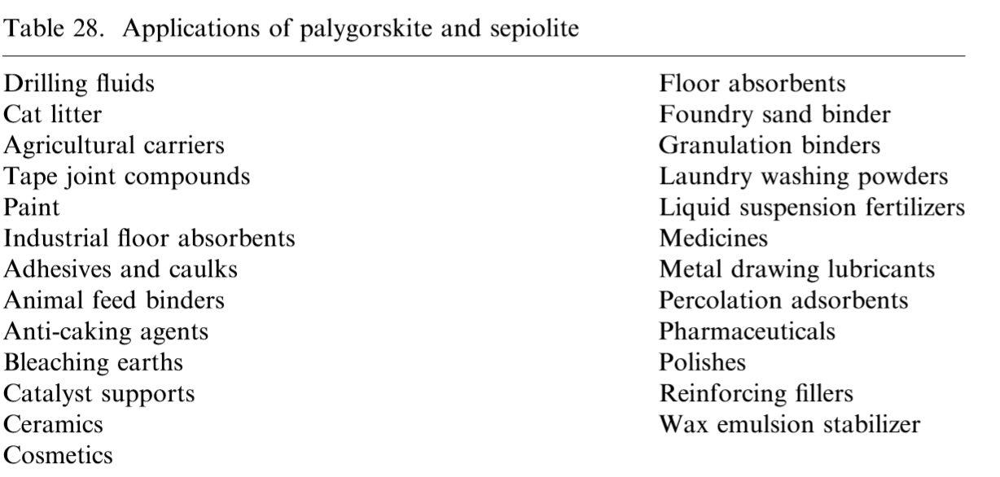 Table 28. Applications of palygorskite and sepiolite
Drilling fluids
Cat litter
Agricultural carriers
Tape joint compounds
Paint
Industrial floor absorbents
Adhesives and caulks
Animal feed binders
Anti-caking agents
Bleaching earths
Catalyst supports
Ceramics
Cosmetics
Floor absorbents
Foundry sand binder
Granulation binders
Laundry washing powders
Liquid suspension fertilizers
Medicines
Metal drawing lubricants
Percolation adsorbents
Pharmaceuticals
Polishes
Reinforcing fillers
Wax emulsion stabilizer